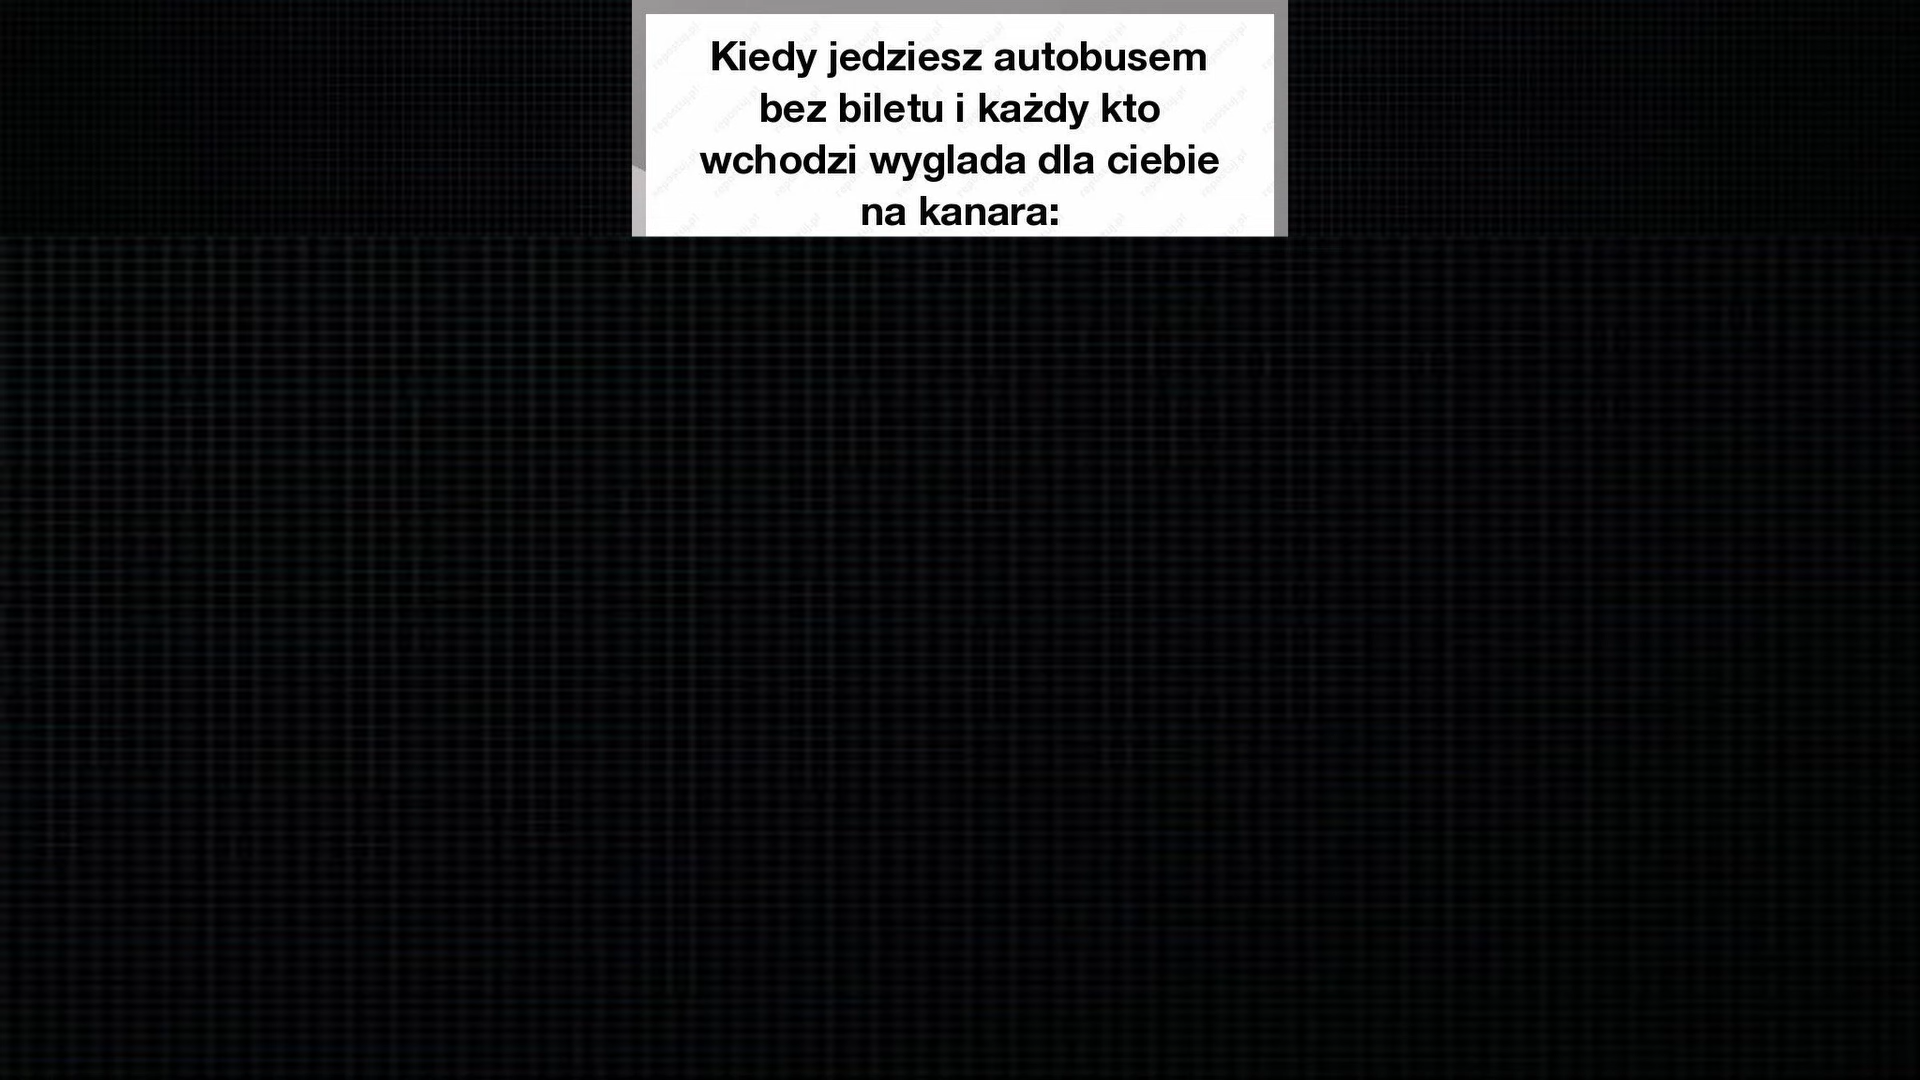 Kiedy jedziesz autobusem
bez biletu i każdy kto
wchodzi wyglada dla ciebie
na kanara: